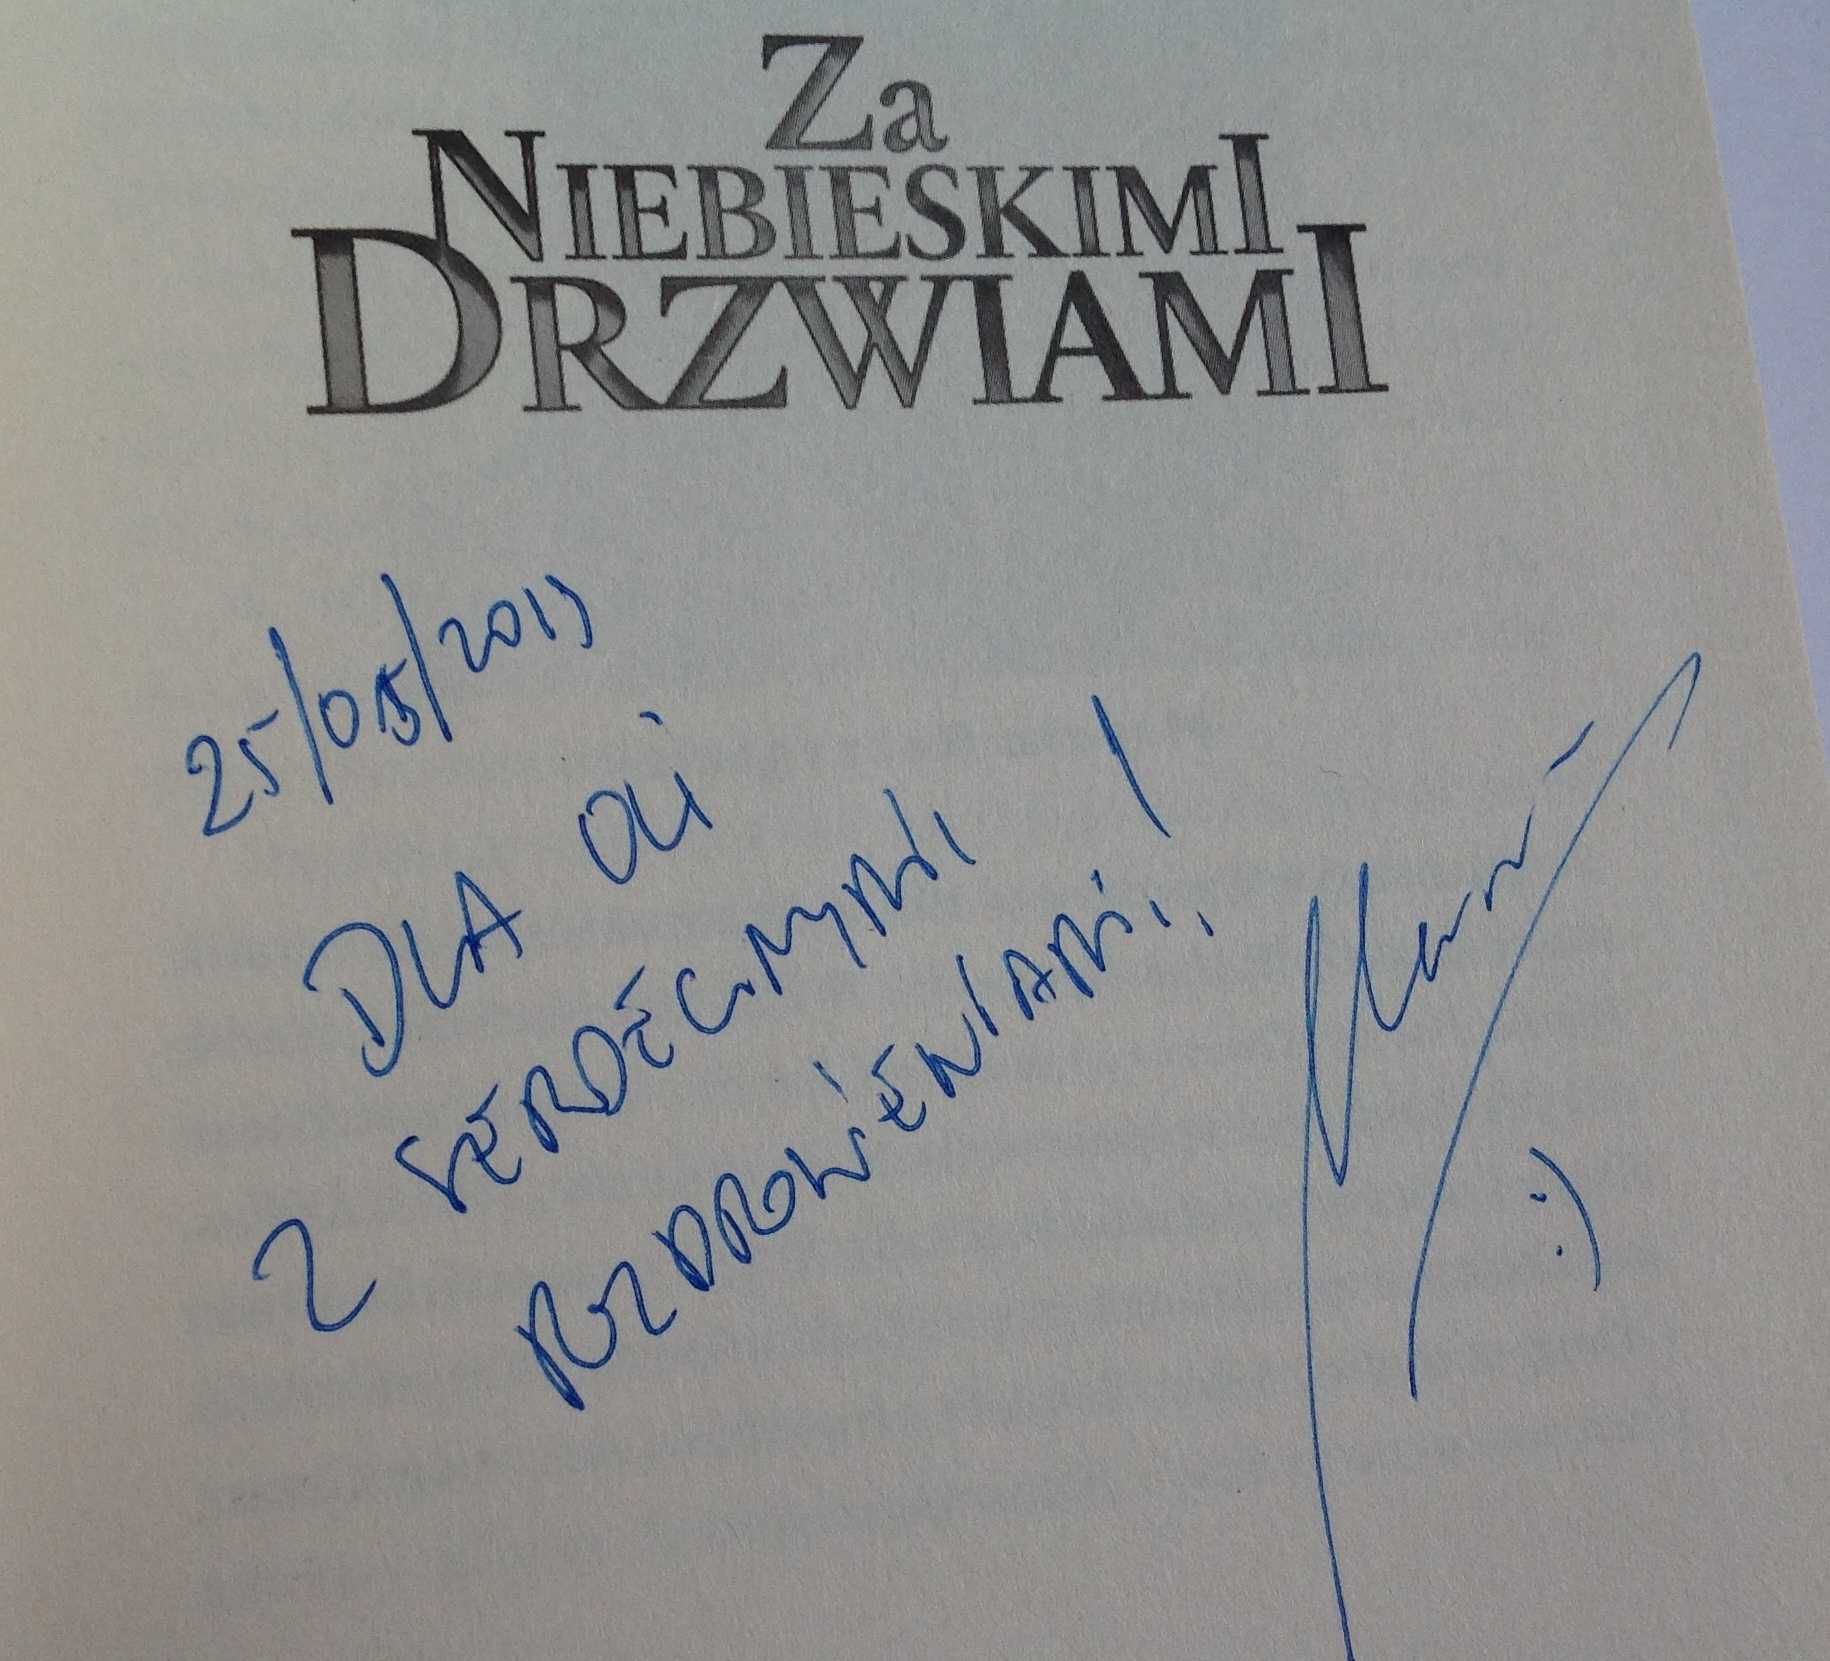 Za
NIEBIESKIMI
DRZWIAMI
25/05/2013
DLA OLI
Z SERDECZNYMI
POZDROWIENIAMI...!
:)